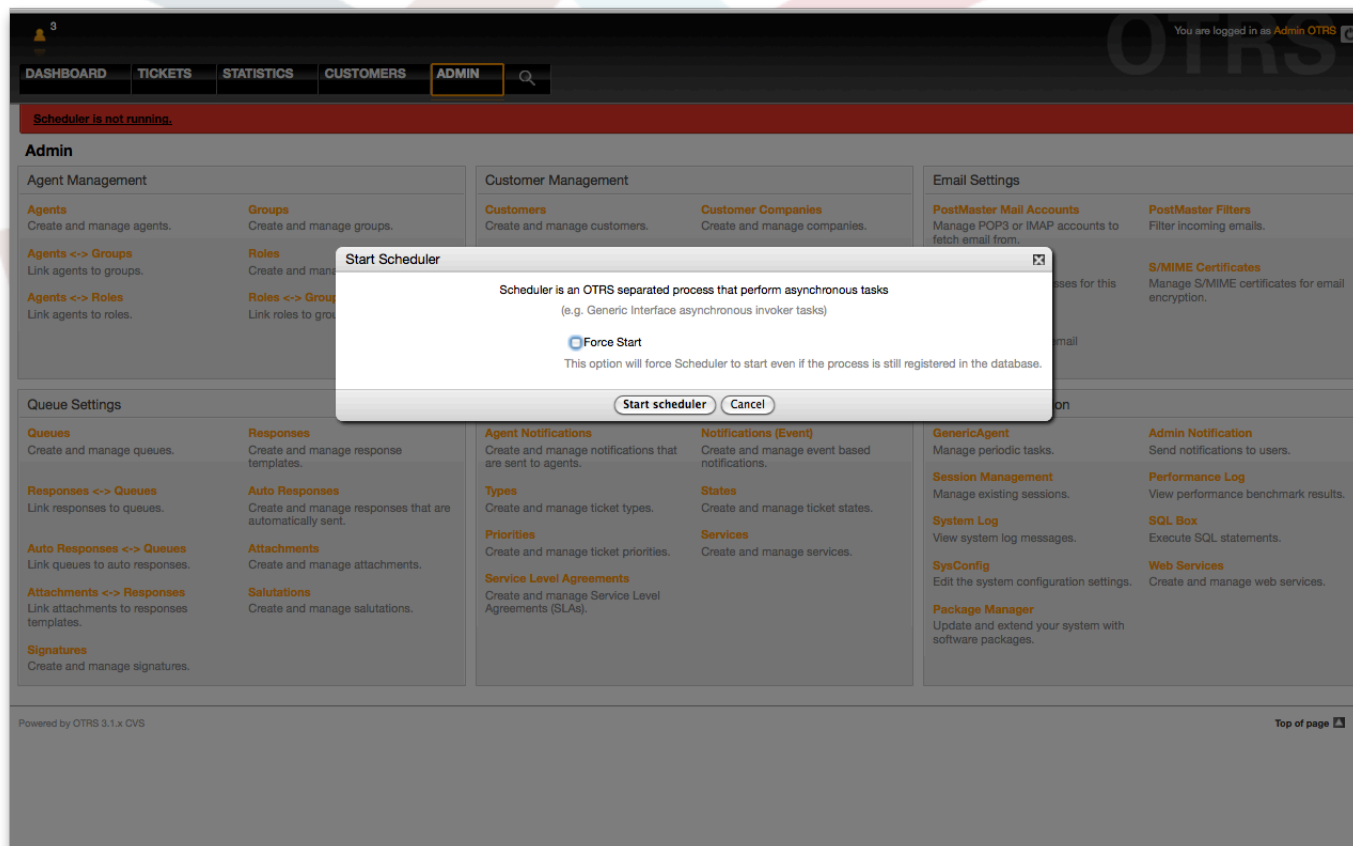 3
OTRS
You are logged in as Admin OTRS
DASHBOARD
TICKETS
STATISTICS
CUSTOMERS
ADMIN
Scheduler is not running.
Admin
Agent Management
Agents
Create and manage agents.
Groups
Create and manage groups.
Agents <-> Groups
Link agents to groups.
Roles
Create and mana
Agents <-> Roles
Link agents to roles.
Roles <-> Group
Link roles to grou
Customer Management
Customers
Create and manage customers.
Customer Companies
Create and manage companies.
Email Settings
PostMaster Mail Accounts
Manage POP3 or IMAP accounts to
fetch email from.
PostMaster Filters
Filter incoming emails.
sses for this
S/MIME Certificates
Manage S/MIME certificates for email
encryption.
email
Start Scheduler
Scheduler is an OTRS separated process that perform asynchronous tasks
(e.g. Generic Interface asynchronous invoker tasks)
Force Start
This option will force Scheduler to start even if the process is still registered in the database.
Start scheduler
Cancel
Queue Settings
Queues
Create and manage queues.
Responses
Create and manage response
templates.
Responses <-> Queues
Link responses to queues.
Auto Responses
Create and manage responses that are
automatically sent.
Auto Responses <-> Queues
Link queues to auto responses.
Attachments
Create and manage attachments.
Attachments <-> Responses
Link attachments to responses
templates.
Salutations
Create and manage salutations.
Signatures
Create and manage signatures.
Agent Notifications
Create and manage notifications that
are sent to agents.
Notifications (Event)
Create and manage event based
notifications.
Types
Create and manage ticket types.
States
Create and manage ticket states.
Priorities
Create and manage ticket priorities.
Services
Create and manage services.
Service Level Agreements
Create and manage Service Level
Agreements (SLAs).
on
GenericAgent
Manage periodic tasks.
Admin Notification
Send notifications to users.
Session Management
Manage existing sessions.
Performance Log
View performance benchmark results.
System Log
View system log messages.
SQL Box
Execute SQL statements.
SysConfig
Edit the system configuration settings.
Web Services
Create and manage web services.
Package Manager
Update and extend your system with
software packages.
Powered by OTRS 3.1.x CVS
Top of page